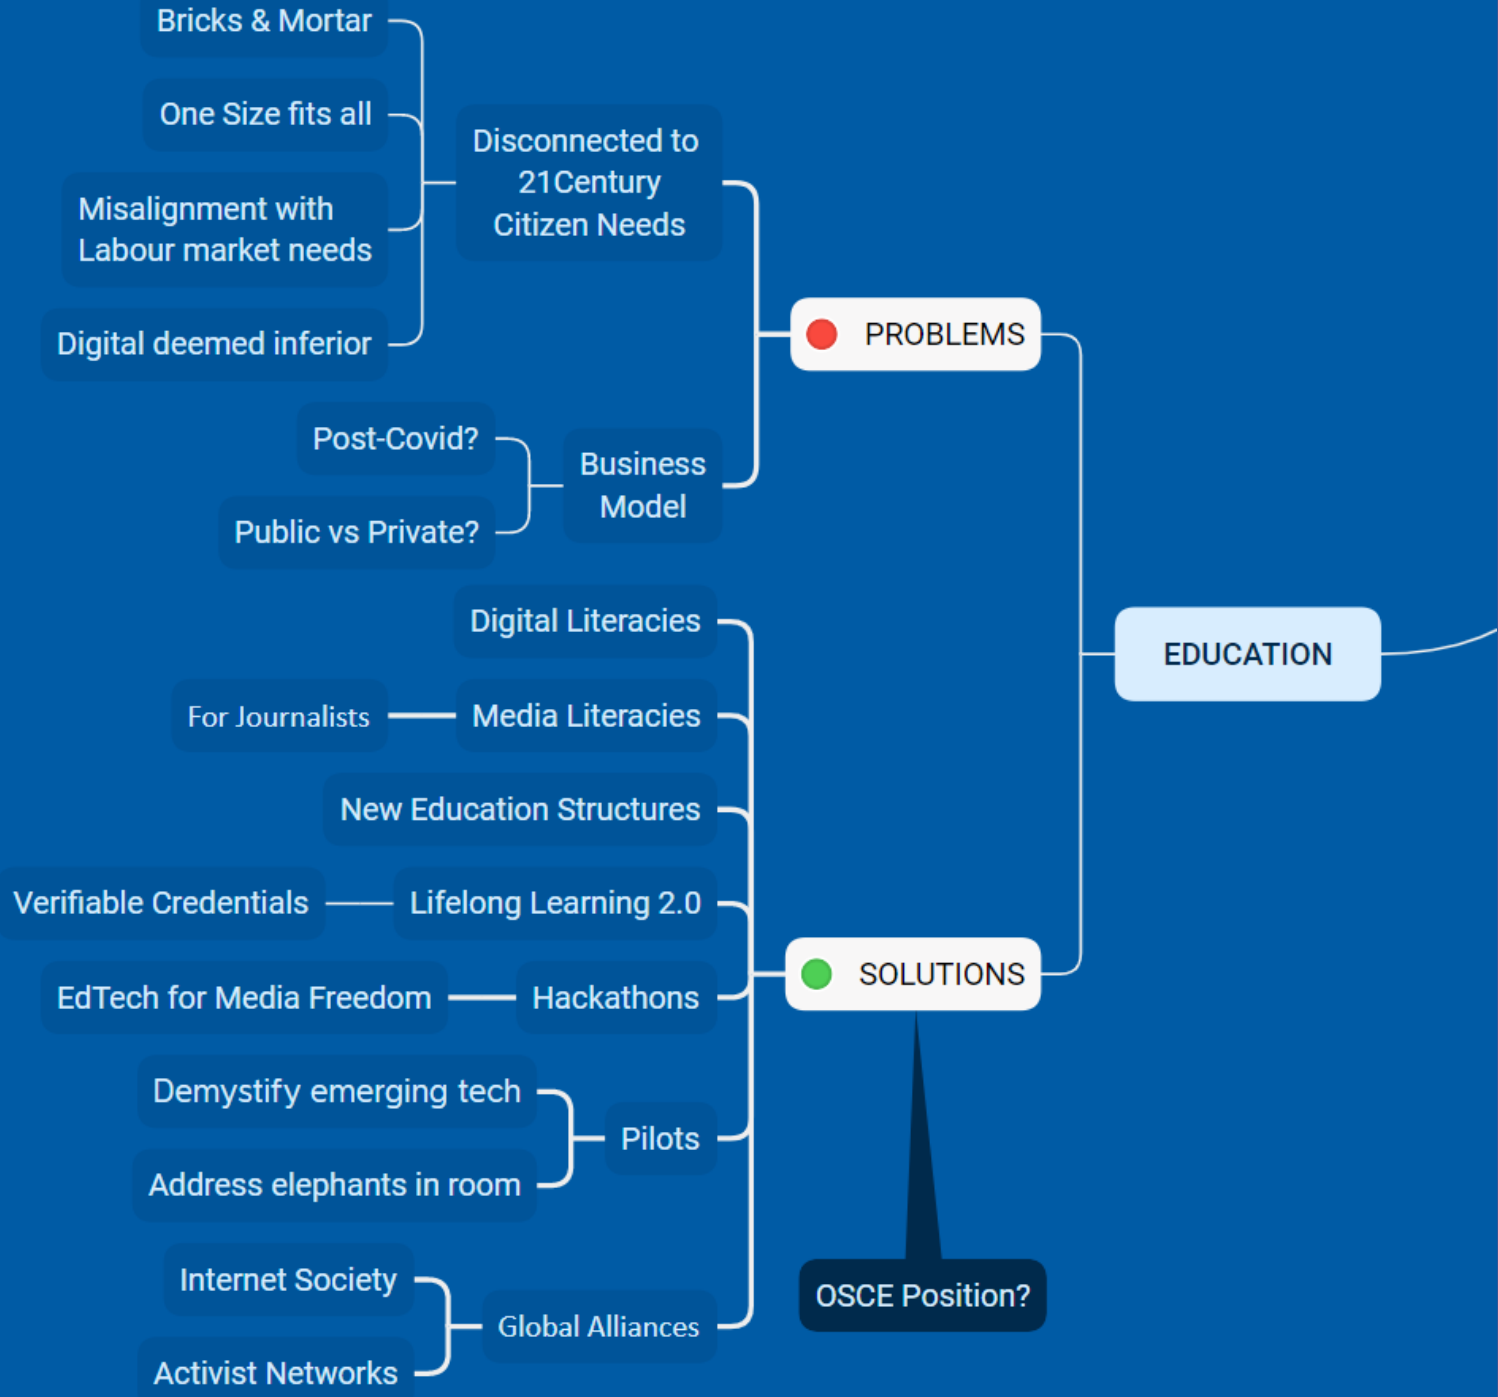 Bricks & Mortar
One Size fits all
Misalignment with
Labour market needs
Digital deemed inferior
Disconnected to
21Century
Citizen Needs
Post-Covid?
Public vs Private?
Business
Model
PROBLEMS
EDUCATION
Digital Literacies
For Journalists
Media Literacies
New Education Structures
Verifiable Credentials
Lifelong Learning 2.0
EdTech for Media Freedom
Hackathons
Demystify emerging tech
Address elephants in room
Pilots
Internet Society
Activist Networks
Global Alliances
SOLUTIONS
OSCE Position?